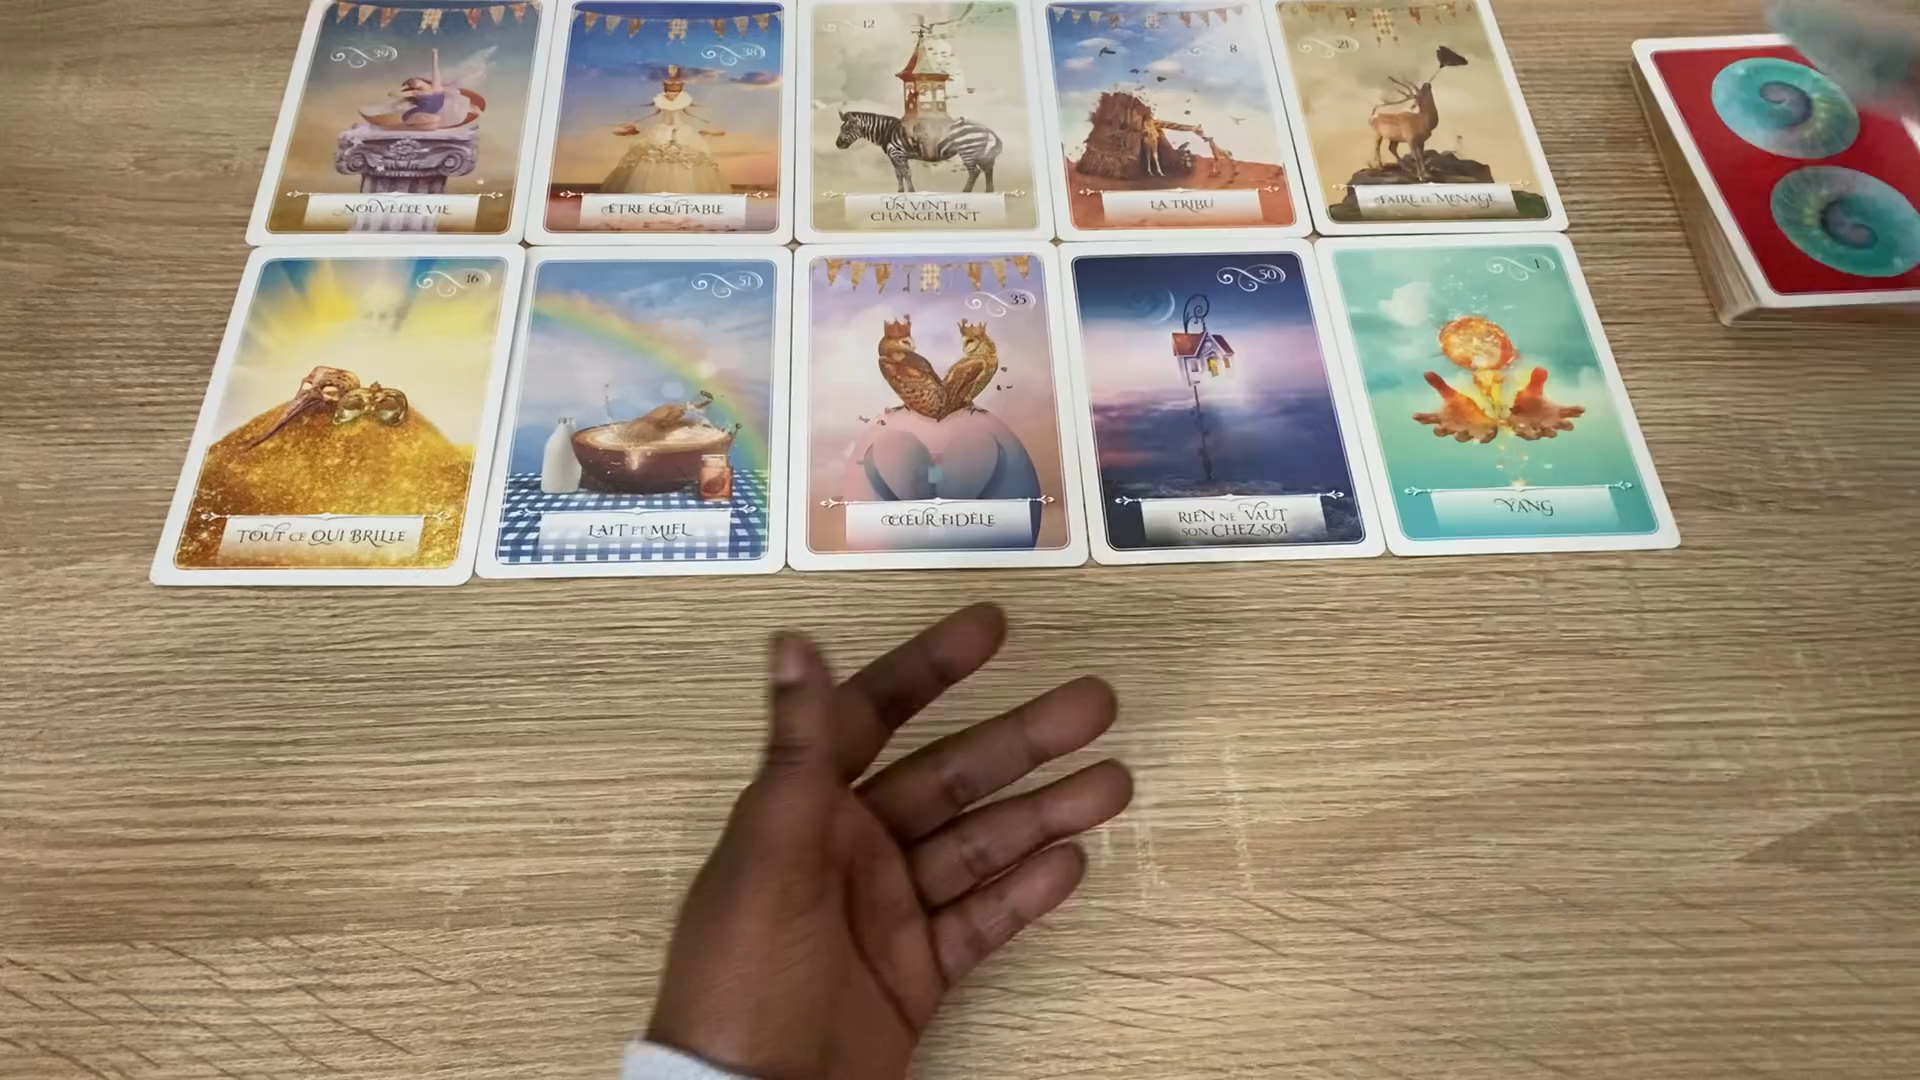 39
NOUVELLE VIE
38
ÊTRE ÉQUITABLE
12
UN VENT DE
CHANGEMENT
8
LA TRIBU
21
FAIRE LE MÉNAGE
16
TOUT CE QUI BRILLE
51
LAIT ET MIEL
35
CŒUR FIDÈLE
50
RIEN NE VAUT
SON CHEZ-SOI
1
YANG